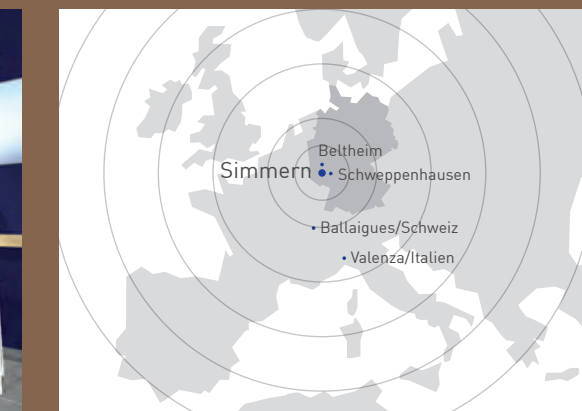 Beltheim
Simmern
Schweppenhausen
Ballaigues/Schweiz
Valenza/Italien